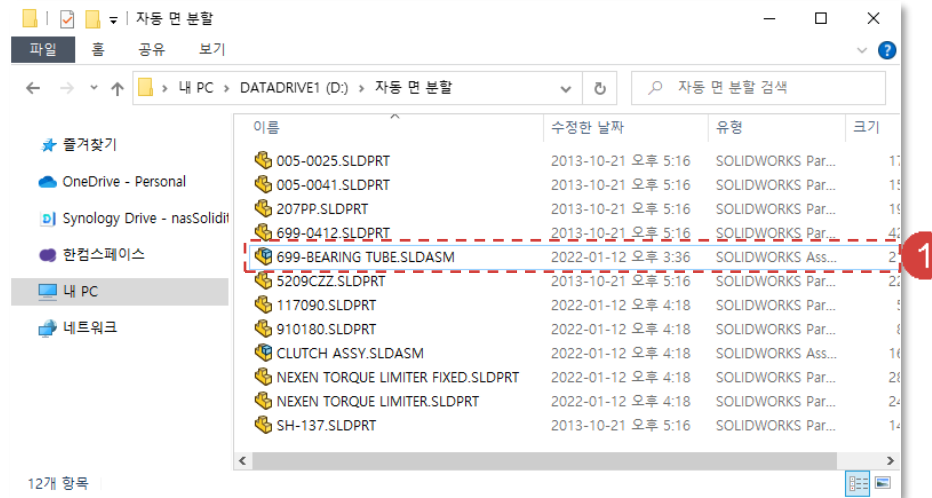 자동 면 분할
파일 홈 공유 보기
내 PC DATADRIVE1 (D:) 자동 면 분할 자동 면 분할 검색
이름 수정한 날짜 유형 크기
즐겨찾기
OneDrive - Personal
Synology Drive - nasSolidit
한컴스페이스
내 PC
네트워크
005-0025.SLDPRT 2013-10-21 오후 5:16 SOLIDWORKS Par... 17
005-0041.SLDPRT 2013-10-21 오후 5:16 SOLIDWORKS Par... 15
207PP.SLDPRT 2013-10-21 오후 5:16 SOLIDWORKS Par... 19
699-0412.SLDPRT 2013-10-21 오후 5:16 SOLIDWORKS Par... 42
699-BEARING TUBE.SLDASM 2022-01-12 오후 3:36 SOLIDWORKS Ass... 2
1
5209CZZ.SLDPRT 2013-10-21 오후 5:16 SOLIDWORKS Par... 22
117090.SLDPRT 2022-01-12 오후 4:18 SOLIDWORKS Par...
910180.SLDPRT 2022-01-12 오후 4:18 SOLIDWORKS Par...
CLUTCH ASSY.SLDASM 2022-01-12 오후 4:18 SOLIDWORKS Ass... 16
NEXEN TORQUE LIMITER FIXED.SLDPRT 2022-01-12 오후 4:18 SOLIDWORKS Par... 28
NEXEN TORQUE LIMITER.SLDPRT 2022-01-12 오후 4:18 SOLIDWORKS Par... 24
SH-137.SLDPRT 2013-10-21 오후 5:16 SOLIDWORKS Par... 14
12개 항목